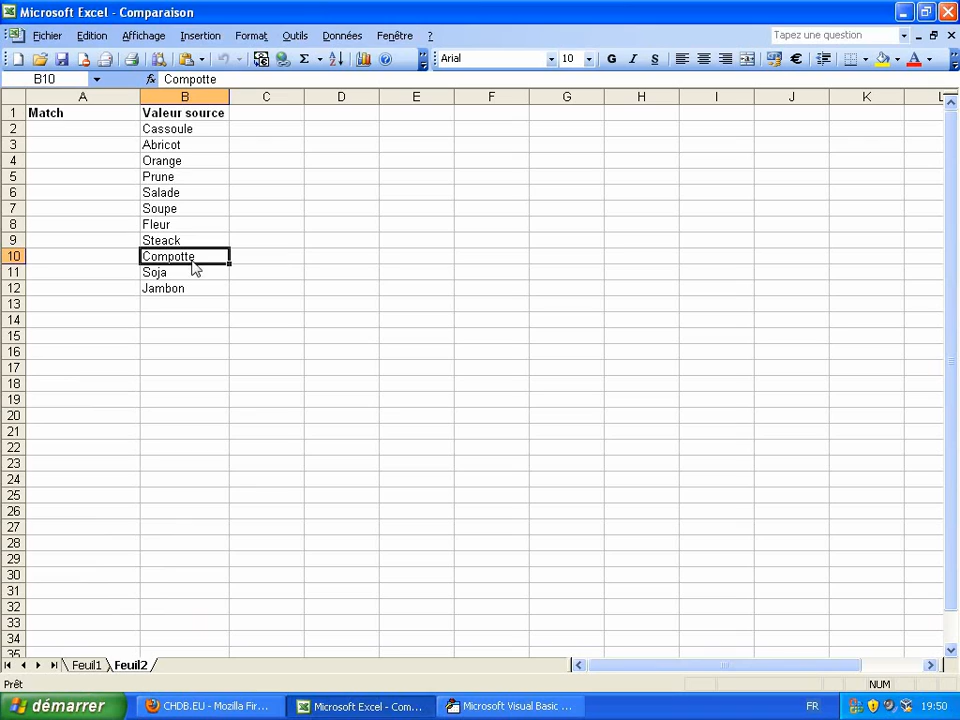 Microsoft Excel - Comparaison
Fichier Edition Affichage Insertion Format Outils Données Fenêtre ? Tapez une question
Arial 10 G I S
B10 fx Compotte
A B C D E F G H I J K L
1 Match Valeur source
2 Cassoule
3 Abricot
4 Orange
5 Prune
6 Salade
7 Soupe
8 Fleur
9 Steack
10 Compotte
11 Soja
12 Jambon
13
14
15
16
17
18
19
20
21
22
23
24
25
26
27
28
29
30
31
32
33
34
35
Feuil1 Feuil2
Prêt NUM
démarrer CHDB.EU - Mozilla Fir... Microsoft Excel - Com... Microsoft Visual Basic ... FR 19:50